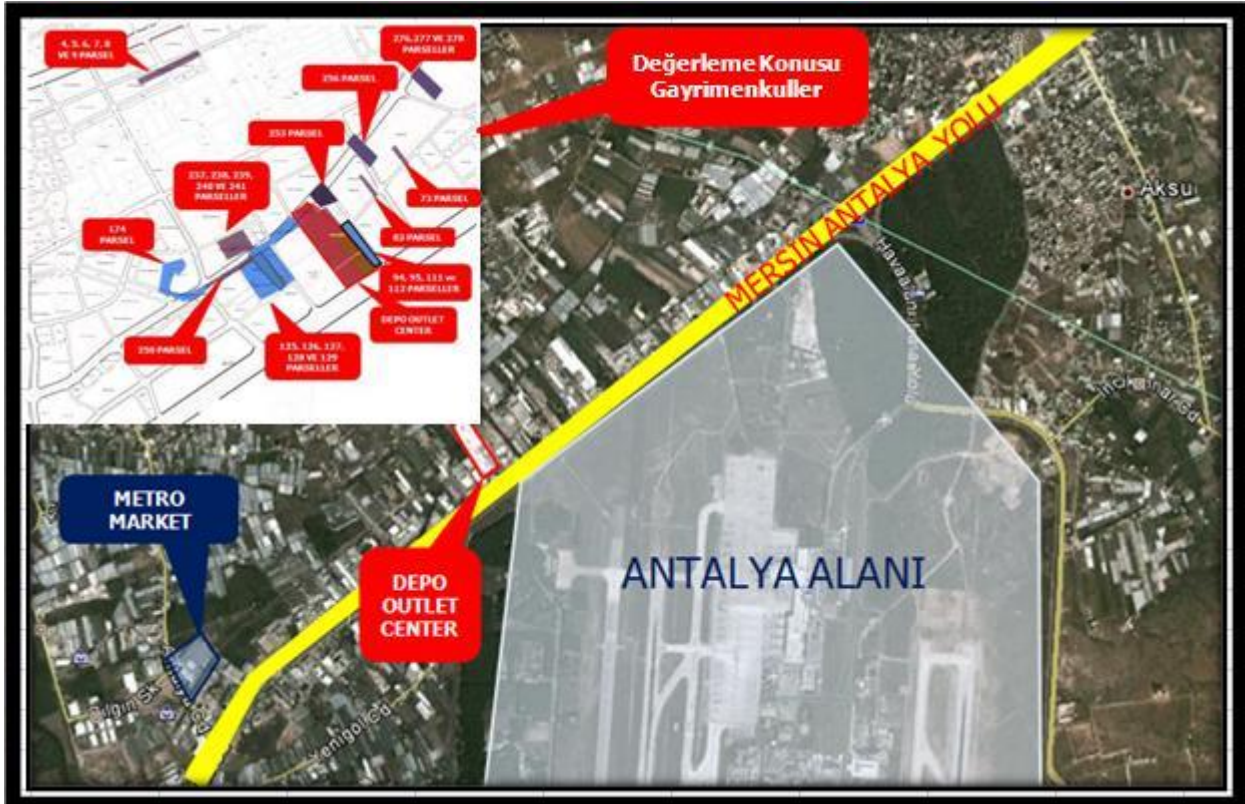 4, 5, 6, 7, 8
VE 9 PARSEL
276, 277 VE 278
PARSELLER
256 PARSEL
253 PARSEL
237, 238, 239,
240 VE 241
PARSELLER
73 PARSEL
174
PARSEL
83 PARSEL
94, 95, 111 ve
112 PARSELLER
DEPO OUTLET
CENTER
250 PARSEL
125, 126, 127,
128 VE 129
PARSELLER
Değerleme Konusu
Gayrimenkuller
MERSİN ANTALYA YOLU
Aksu
METRO
MARKET
DEPO
OUTLET
CENTER
ANTALYA ALANI
Yenigöl Cd